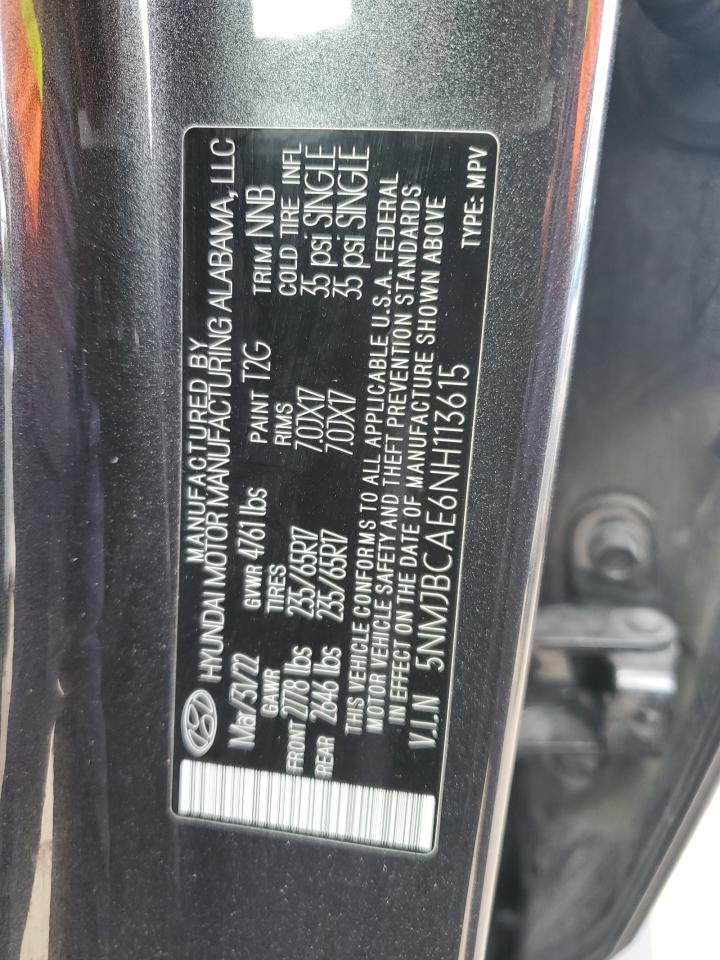 MANUFACTURED BY
HYUNDAI MOTOR MANUFACTURING ALABAMA, LLC
Mar/31/22 GVWR 4761 lbs PAINT T2G TRIM NNB
GAWR TIRES RIMS COLD TIRE INFL
FRONT 2778 lbs 235/65R17 7.0JX17 35 psi SINGLE
REAR 2646 lbs 235/65R17 7.0JX17 35 psi SINGLE
THIS VEHICLE CONFORMS TO ALL APPLICABLE U.S.A. FEDERAL
MOTOR VEHICLE SAFETY AND THEFT PREVENTION STANDARDS
IN EFFECT ON THE DATE OF MANUFACTURE SHOWN ABOVE
V.I.N 5NMJBCAE6NH113615
TYPE: MPV